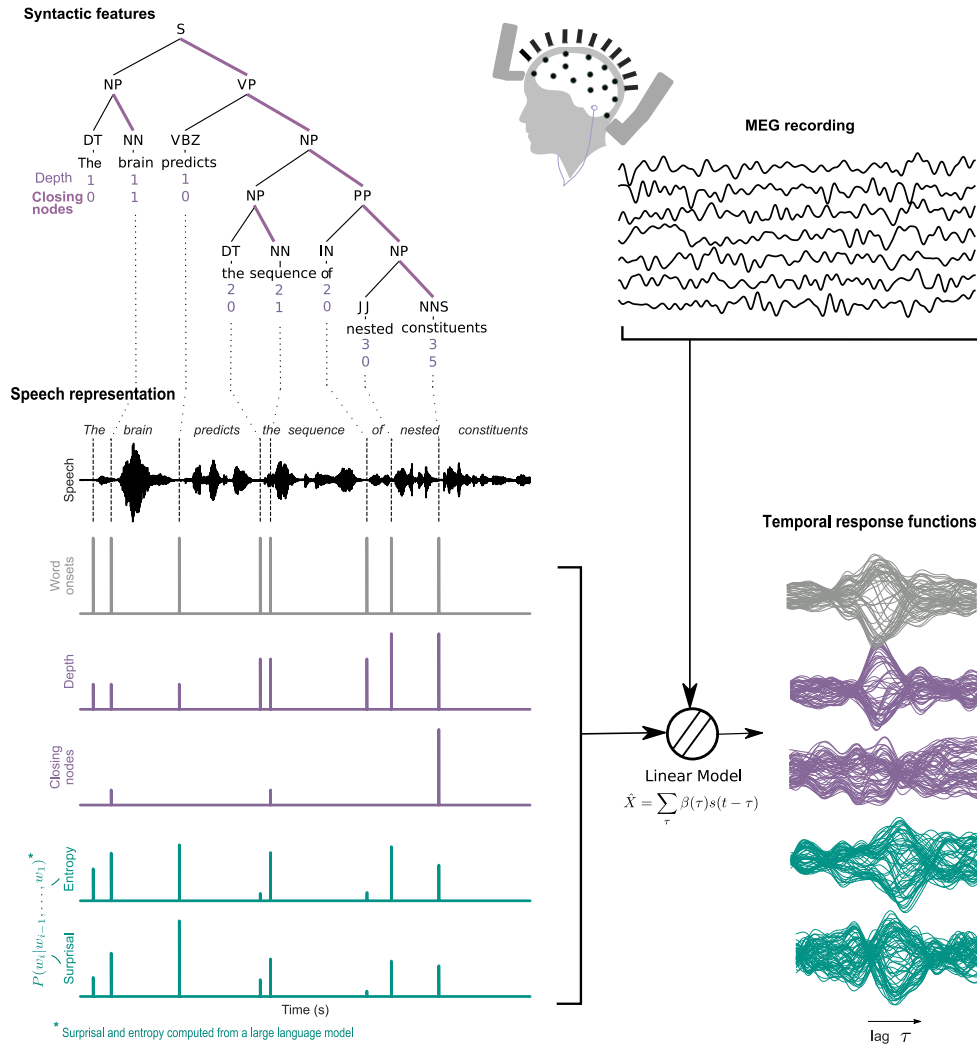 Syntactic features
S
NP VP
DT NN VBZ NP
The brain predicts
Depth 1 1 1
Closing nodes 0 1 0
NP PP
DT NN IN NP
the sequence of
2 2 2
0 1 0
JJ NNS
nested constituents
3 3
0 5
MEG recording
Speech representation
The brain predicts the sequence of nested constituents
Speech
Word
onsets
Depth
Closing
nodes
Entropy
Surprisal
P(w_i|w_{i−1}, . . . , w_1)*
Time (s)
* Surprisal and entropy computed from a large language model
Linear Model
X̂ = ∑_τ β(τ)s(t − τ)
Temporal response functions
lag τ